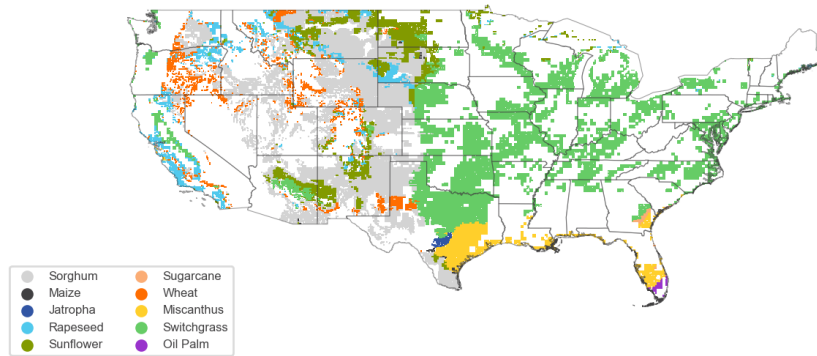 Sorghum
Maize
Jatropha
Rapeseed
Sunflower
Sugarcane
Wheat
Miscanthus
Switchgrass
Oil Palm